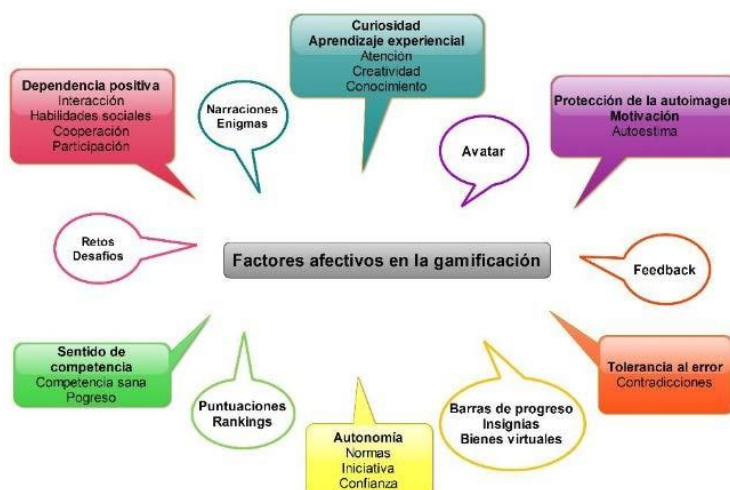 Curiosidad
Aprendizaje experiencial
Atención
Creatividad
Conocimiento
Dependencia positiva
Interacción
Habilidades sociales
Cooperación
Participación
Narraciones
Enigmas
Avatar
Protección de la autoimagen
Motivación
Autoestima
Retos
Desafíos
Factores afectivos en la gamificación
Feedback
Sentido de
competencia
Competencia sana
Pogreso
Puntuaciones
Rankings
Autonomía
Normas
Iniciativa
Confianza
Barras de progreso
Insignias
Bienes virtuales
Tolerancia al error
Contradicciones